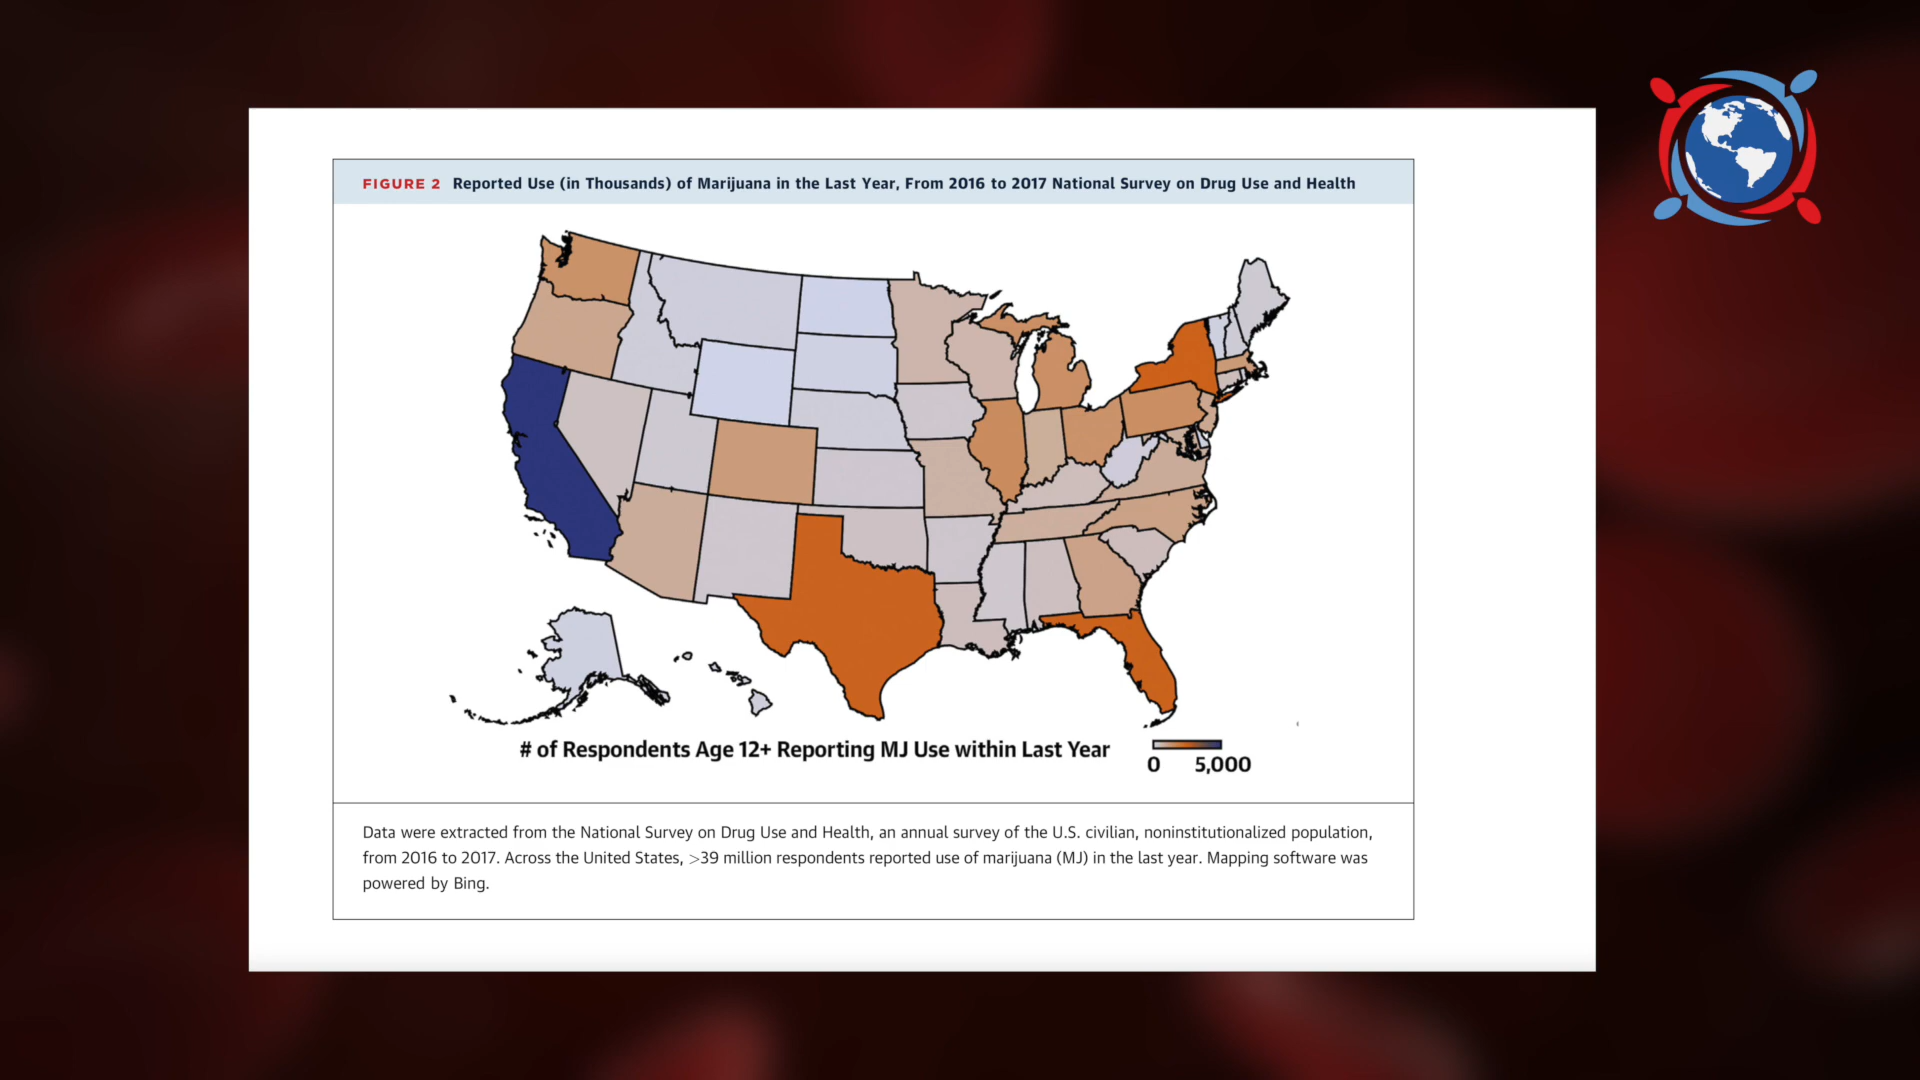 FIGURE 2 Reported Use (in Thousands) of Marijuana in the Last Year, From 2016 to 2017 National Survey on Drug Use and Health
# of Respondents Age 12+ Reporting MJ Use within Last Year
0 5,000
Data were extracted from the National Survey on Drug Use and Health, an annual survey of the U.S. civilian, noninstitutionalized population,
from 2016 to 2017. Across the United States, >39 million respondents reported use of marijuana (MJ) in the last year. Mapping software was
powered by Bing.